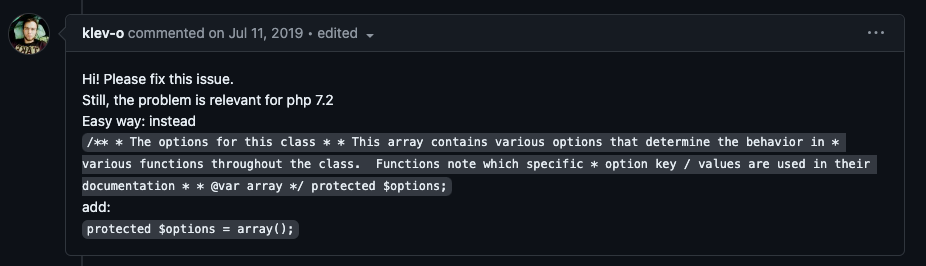 klev-o commented on Jul 11, 2019 • edited
Hi! Please fix this issue.
Still, the problem is relevant for php 7.2
Easy way: instead
/** * The options for this class * * This array contains various options that determine the behavior in *
various functions throughout the class.  Functions note which specific * option key / values are used in their
documentation * * @var array */ protected $options;
add:
protected $options = array();